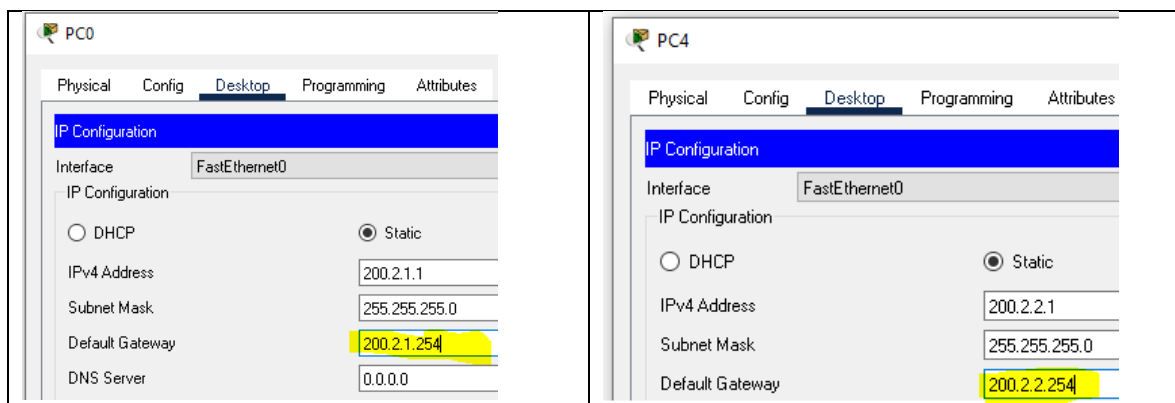 PC0
Physical Config Desktop Programming Attributes
IP Configuration
Interface FastEthernet0
IP Configuration
DHCP Static
IPv4 Address 200.2.1.1
Subnet Mask 255.255.255.0
Default Gateway 200.2.1.254
DNS Server 0.0.0.0
PC4
Physical Config Desktop Programming Attributes
IP Configuration
Interface FastEthernet0
IP Configuration
DHCP Static
IPv4 Address 200.2.2.1
Subnet Mask 255.255.255.0
Default Gateway 200.2.2.254